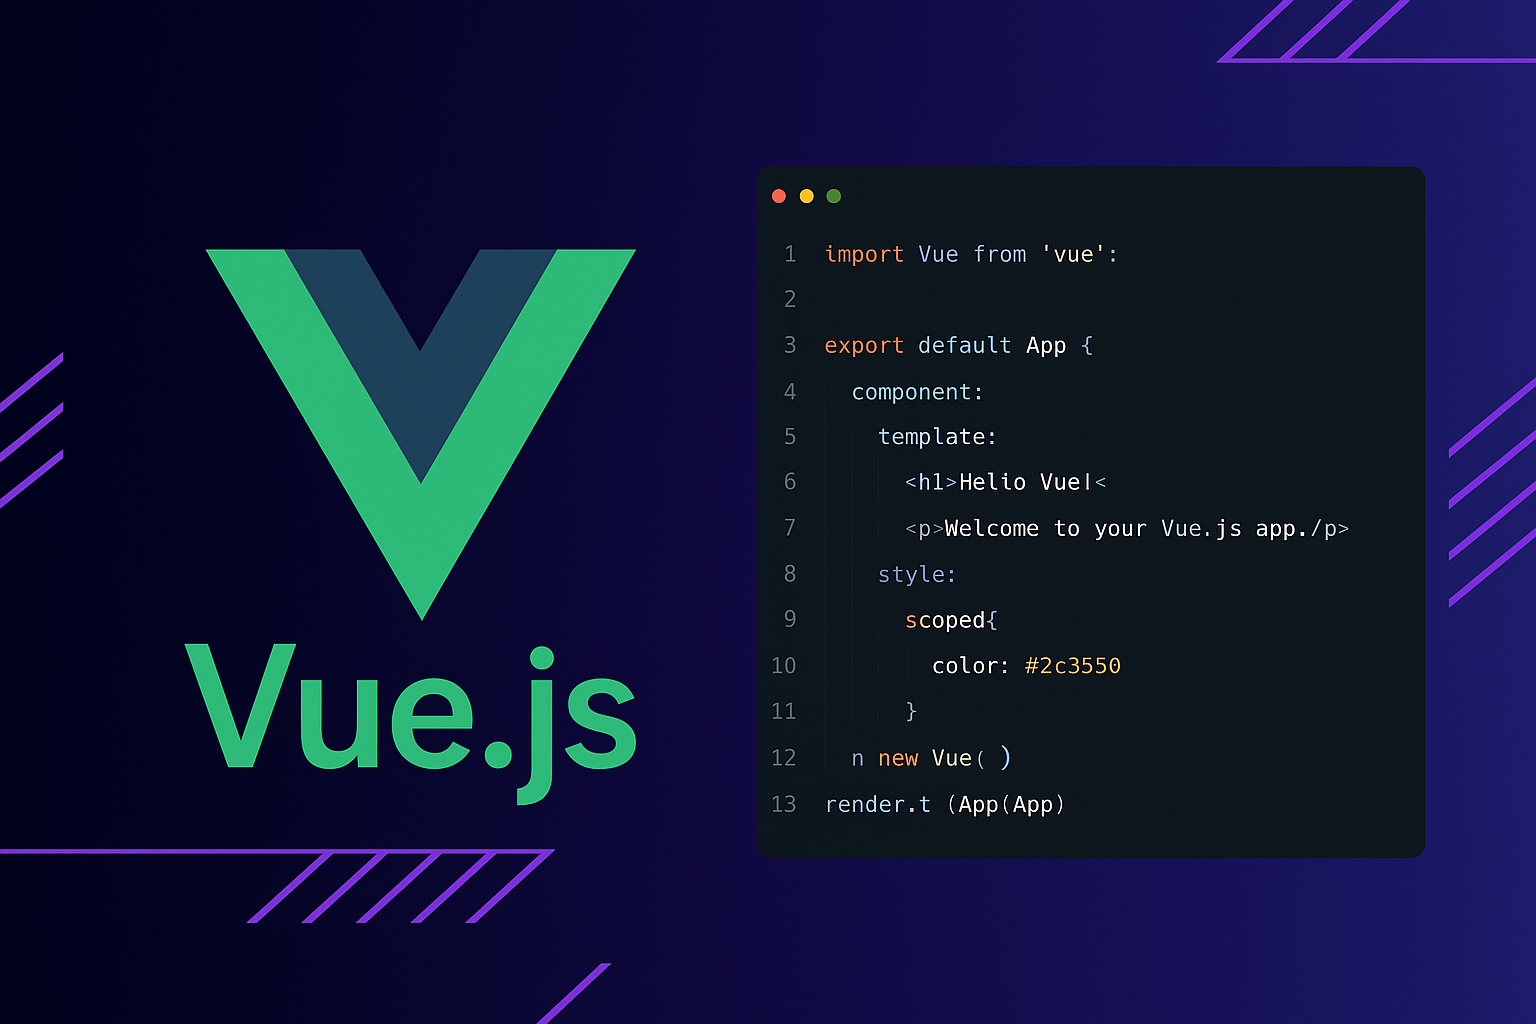 Vue.js
1 import Vue from 'vue':
2
3 export default App {
4 component:
5 template:
6 <h1>Helio Vue!<
7 <p>Welcome to your Vue.js app./p>
8 style:
9 scoped{
10 color: #2c3550
11 }
12 n new Vue( )
13 render.t (App(App)